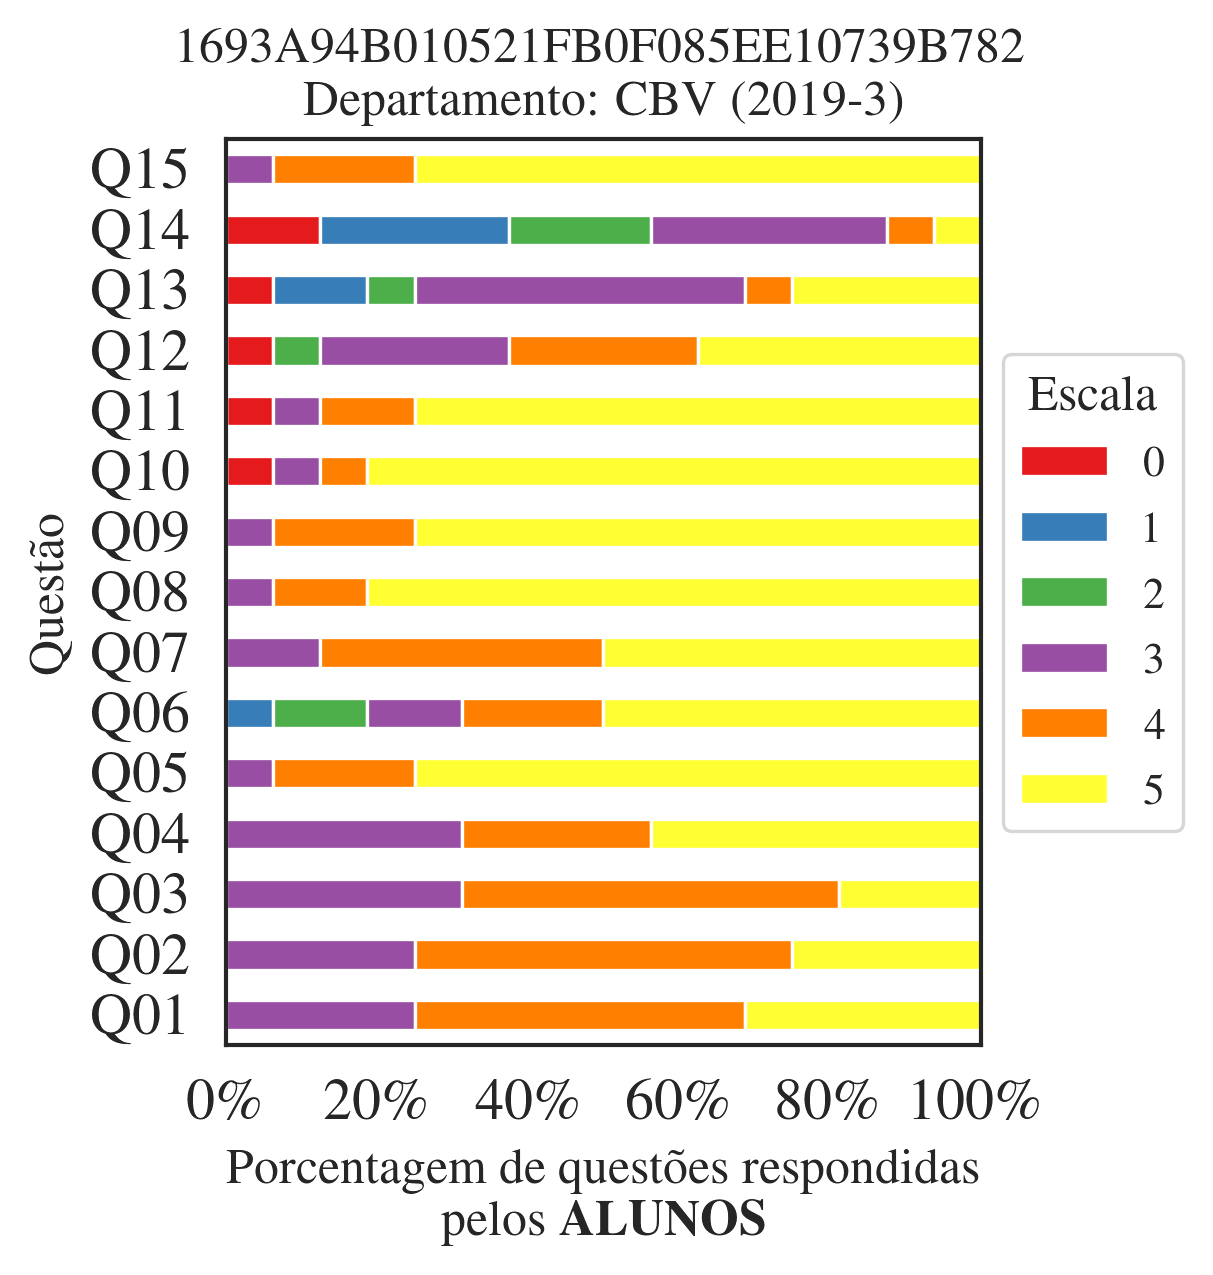 1693A94B010521FB0F085EE10739B782
Departamento: CBV (2019-3)
Questão
Q15
Q14
Q13
Q12
Q11
Q10
Q09
Q08
Q07
Q06
Q05
Q04
Q03
Q02
Q01
0% 20% 40% 60% 80% 100%
Porcentagem de questões respondidas
pelos ALUNOS
Escala
0
1
2
3
4
5